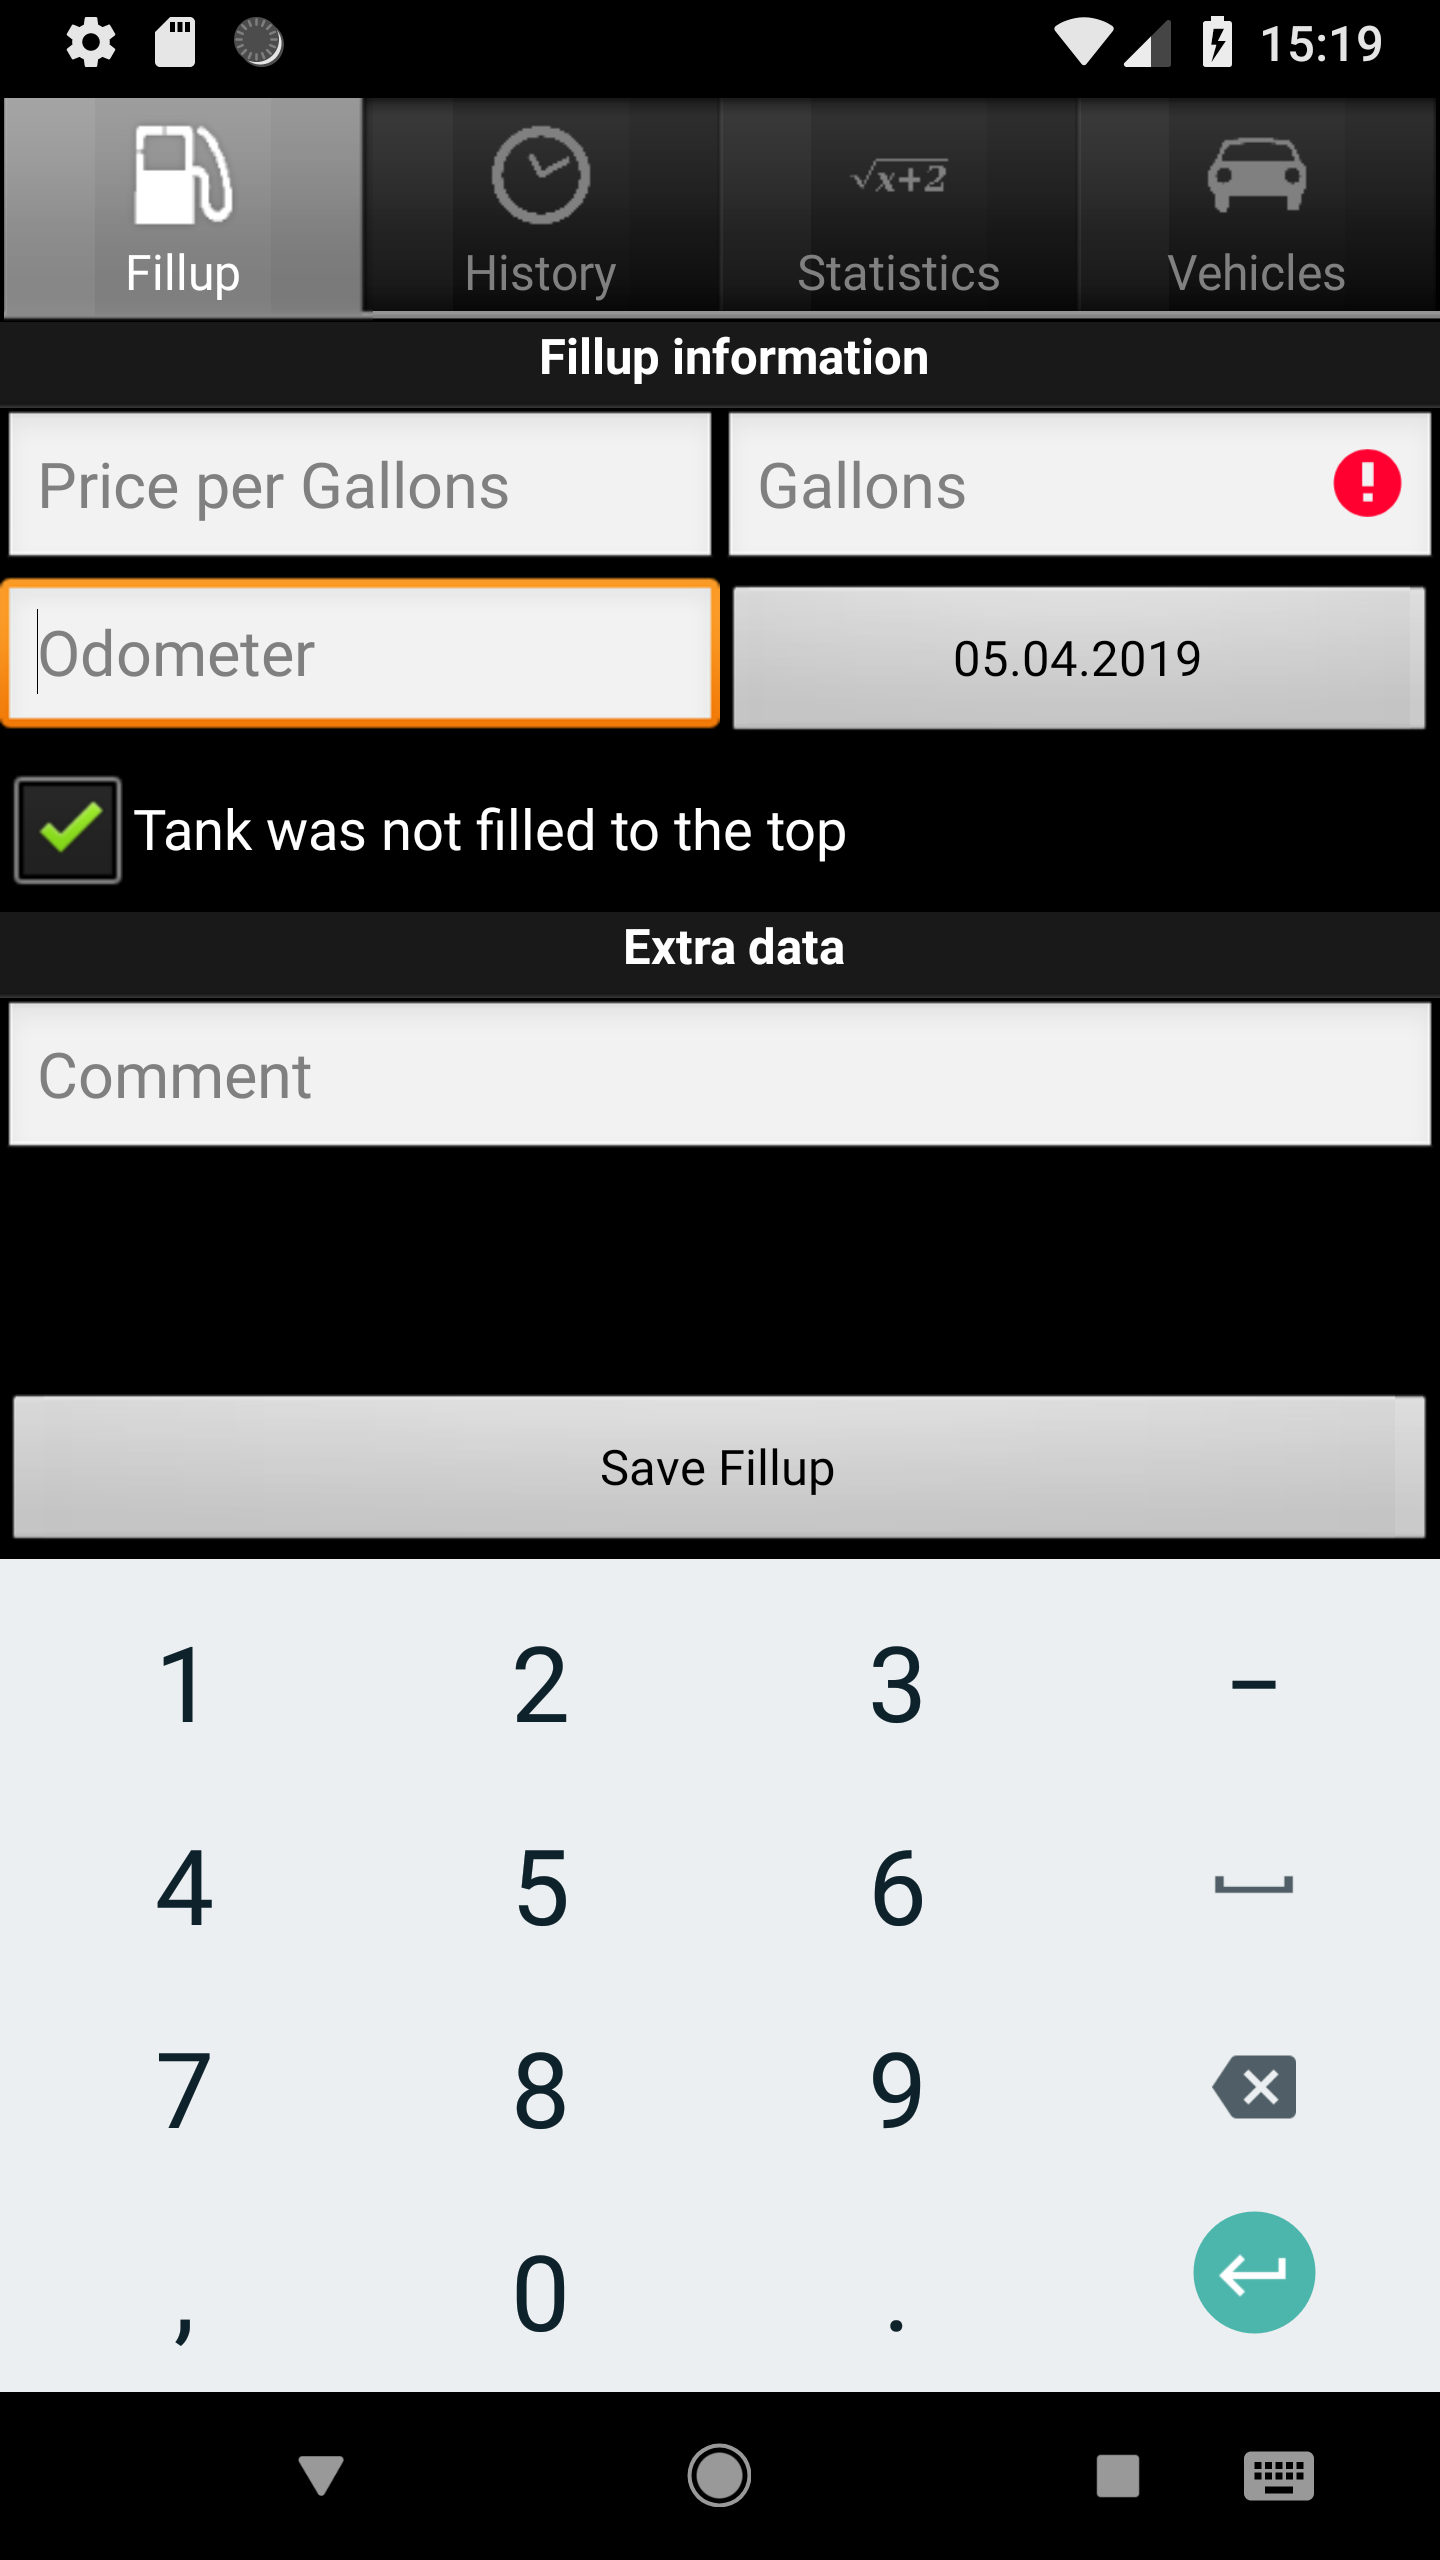 15:19
Fillup
History
√x+2
Statistics
Vehicles
Fillup information
Price per Gallons
Gallons
Odometer
05.04.2019
Tank was not filled to the top
Extra data
Comment
Save Fillup
1 2 3 -
4 5 6
7 8 9
, 0 .